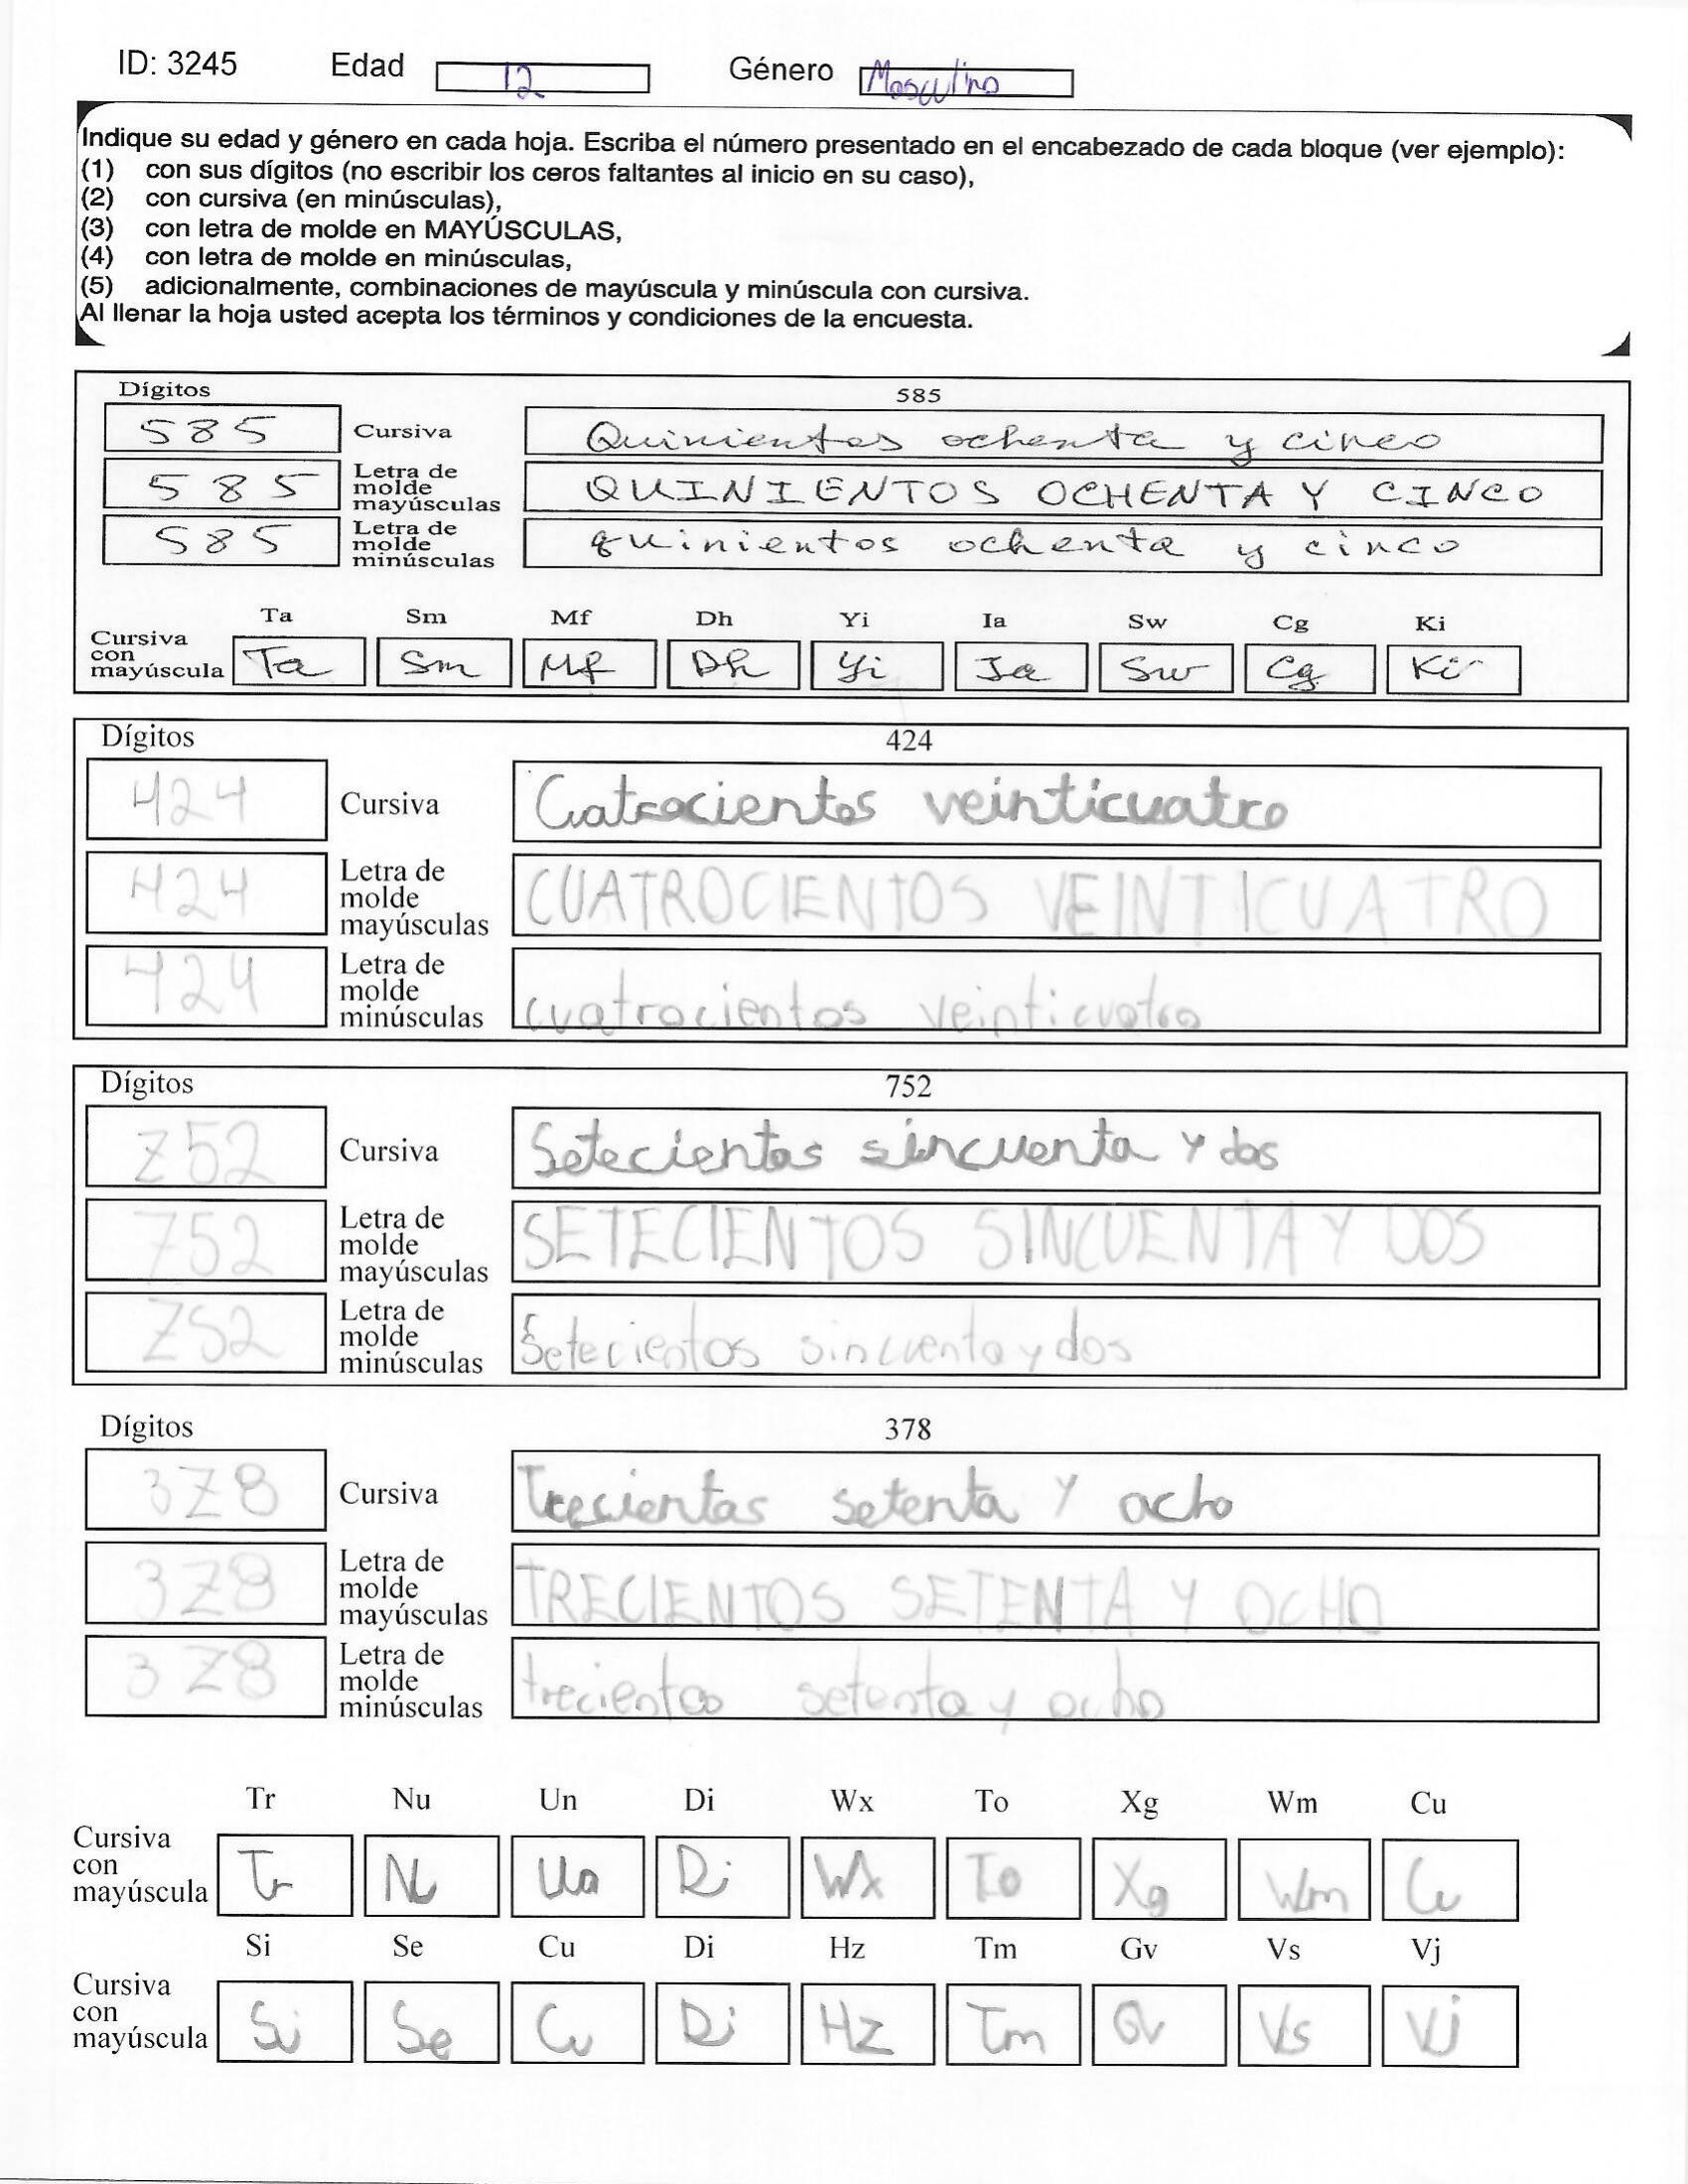 ID: 3245 Edad 12 Género Masculino
Indique su edad y género en cada hoja. Escriba el número presentado en el encabezado de cada bloque (ver ejemplo):
(1) con sus dígitos (no escribir los ceros faltantes al inicio en su caso),
(2) con cursiva (en minúsculas),
(3) con letra de molde en MAYÚSCULAS,
(4) con letra de molde en minúsculas,
(5) adicionalmente, combinaciones de mayúscula y minúscula con cursiva.
Al llenar la hoja usted acepta los términos y condiciones de la encuesta.
Dígitos 585
585 Cursiva Quinientos ochenta y cinco
585 Letra de molde mayúsculas QUINIENTOS OCHENTA Y CINCO
585 Letra de molde minúsculas quinientos ochenta y cinco
Ta Sm Mf Dh Yi Ia Sw Cg Ki
Cursiva con mayúscula Ta Sm Mf Dh Yi Ia Sw Cg Ki
Dígitos 424
424 Cursiva Cuatrocientos veinticuatro
424 Letra de molde mayúsculas CUATROCIENTOS VEINTICUATRO
424 Letra de molde minúsculas cuatrocientos veinticuatro
Dígitos 752
752 Cursiva Setecientos sincuenta y dos
752 Letra de molde mayúsculas SETECIENTOS SINCUENTA Y DOS
752 Letra de molde minúsculas Setecientos sincuenta y dos
Dígitos 378
378 Cursiva Trecientos setenta Y ocho
378 Letra de molde mayúsculas TRECIENTOS SETENTA Y OCHO
378 Letra de molde minúsculas trecientos setenta y ocho
Tr Nu Un Di Wx To Xg Wm Cu
Cursiva con mayúscula Tr Nu Un Di Wx To Xg Wm Cu
Si Se Cu Di Hz Tm Gv Vs Vj
Cursiva con mayúscula Si Se Cu Di Hz Tm Gv Vs Vj